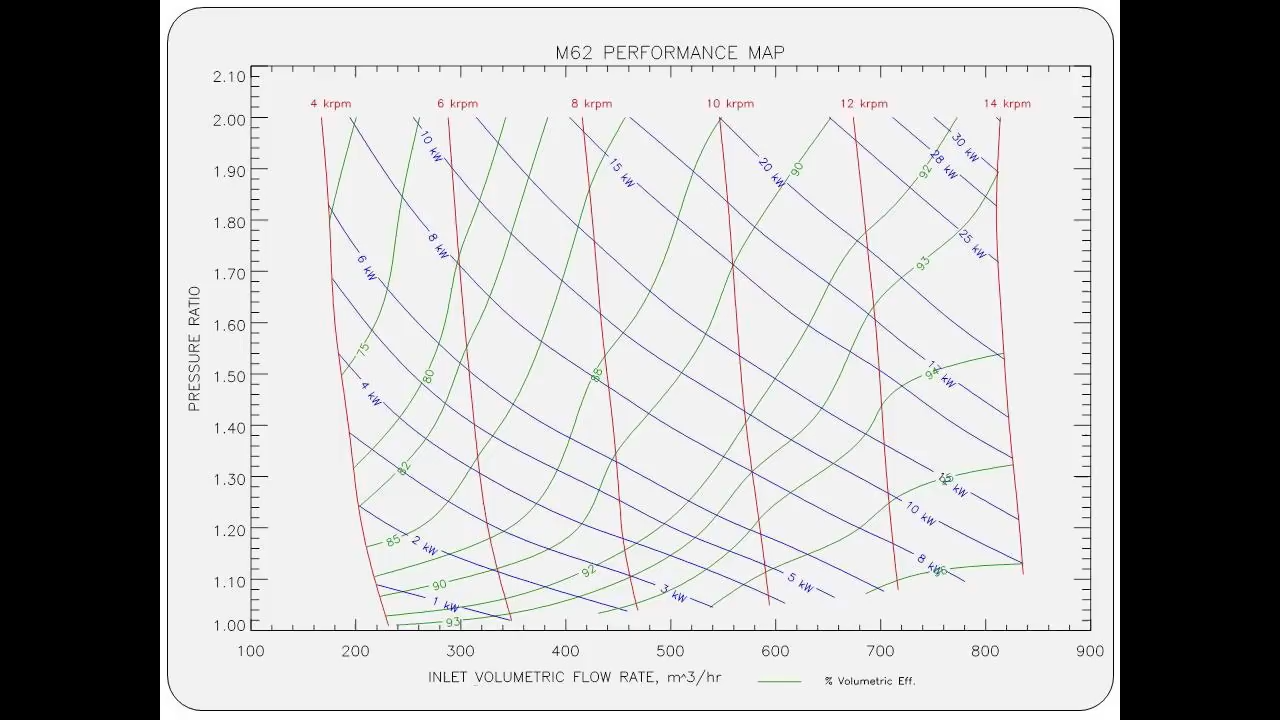 M62 PERFORMANCE MAP
2.10
4 krpm 6 krpm 8 krpm 10 krpm 12 krpm 14 krpm
2.00
10 kW 15 kW 20 kW 90 92 28 kW 30 kW
1.90
1.80
8 kW 25 kW
6 kW 93
1.70
1.60
75
17 kW
1.50
80 88 94
4 kW
1.40
82
1.30
10 kW
1.20
85 2 kW
8 kW
92
1.10
90 5 kW
3 kW
1 kW
93
1.00
100 200 300 400 500 600 700 800 900
PRESSURE RATIO
INLET VOLUMETRIC FLOW RATE, m^3/hr
% Volumetric Eff.